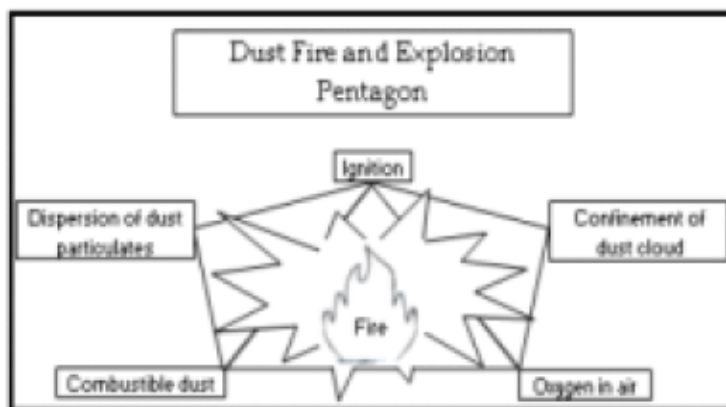 Dust Fire and Explosion
Pentagon
Ignition
Dispersion of dust
particulates
Confinement of
dust cloud
Fire
Combustible dust
Oxygen in air